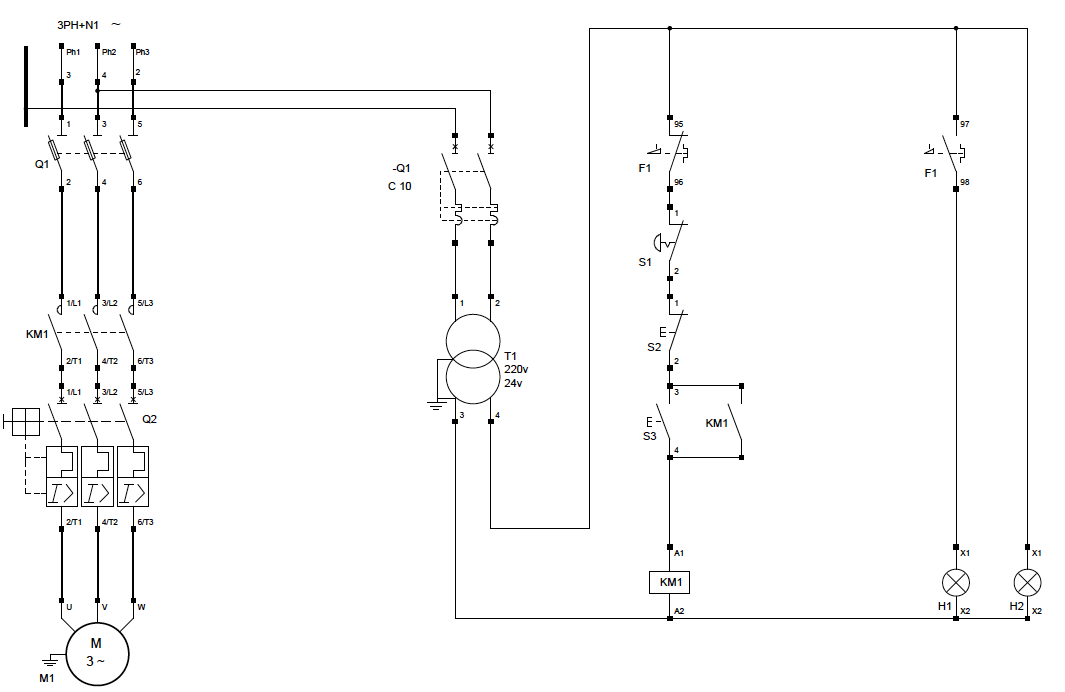 3PH+N1 ~
Ph1 Ph2 Ph3
3 4 2
1 3 5
Q1
2 4 6
1/L1 3/L2 5/L3
KM1
2/T1 4/T2 6/T3
1/L1 3/L2 5/L3
Q2
2/T1 4/T2 6/T3
U V W
M
3 ~
M1
-Q1
C 10
1 2
T1
220v
24v
3 4
95
F1
96
1
S1
2
1
S2
2
3
S3
KM1
4
A1
KM1
A2
97
F1
98
X1
H1
X2
X1
H2
X2